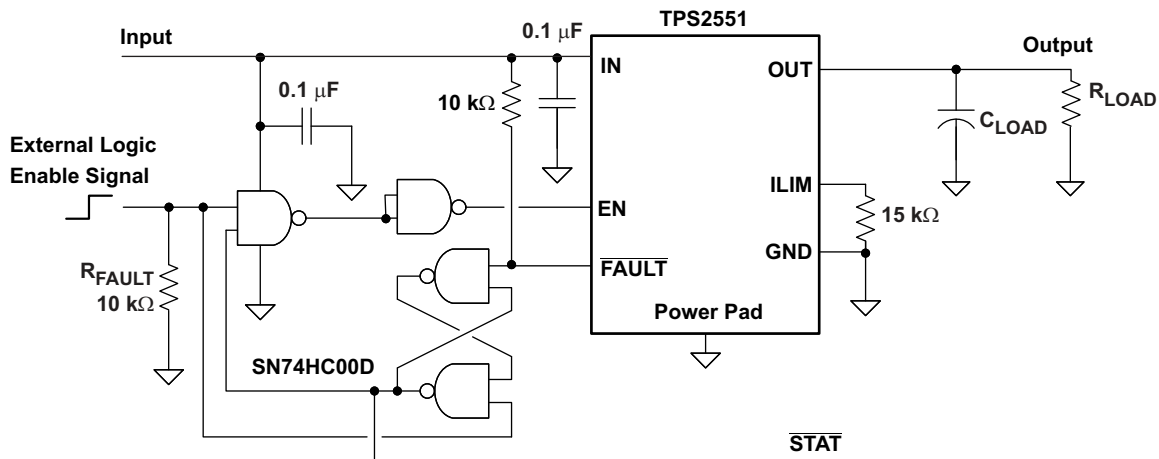 TPS2551
Input
0.1 μF
IN
OUT
Output
0.1 μF
10 kΩ
R_LOAD
C_LOAD
External Logic
Enable Signal
ILIM
15 kΩ
EN
GND
FAULT
R_FAULT
10 kΩ
Power Pad
SN74HC00D
STAT